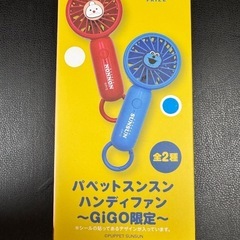 NONNON
SUNSUN
全2種
パペットスンスン
ハンディファン
～GiGO限定～
※シールの貼ってあるデザインが入っています。
©PUPPET SUNSUN